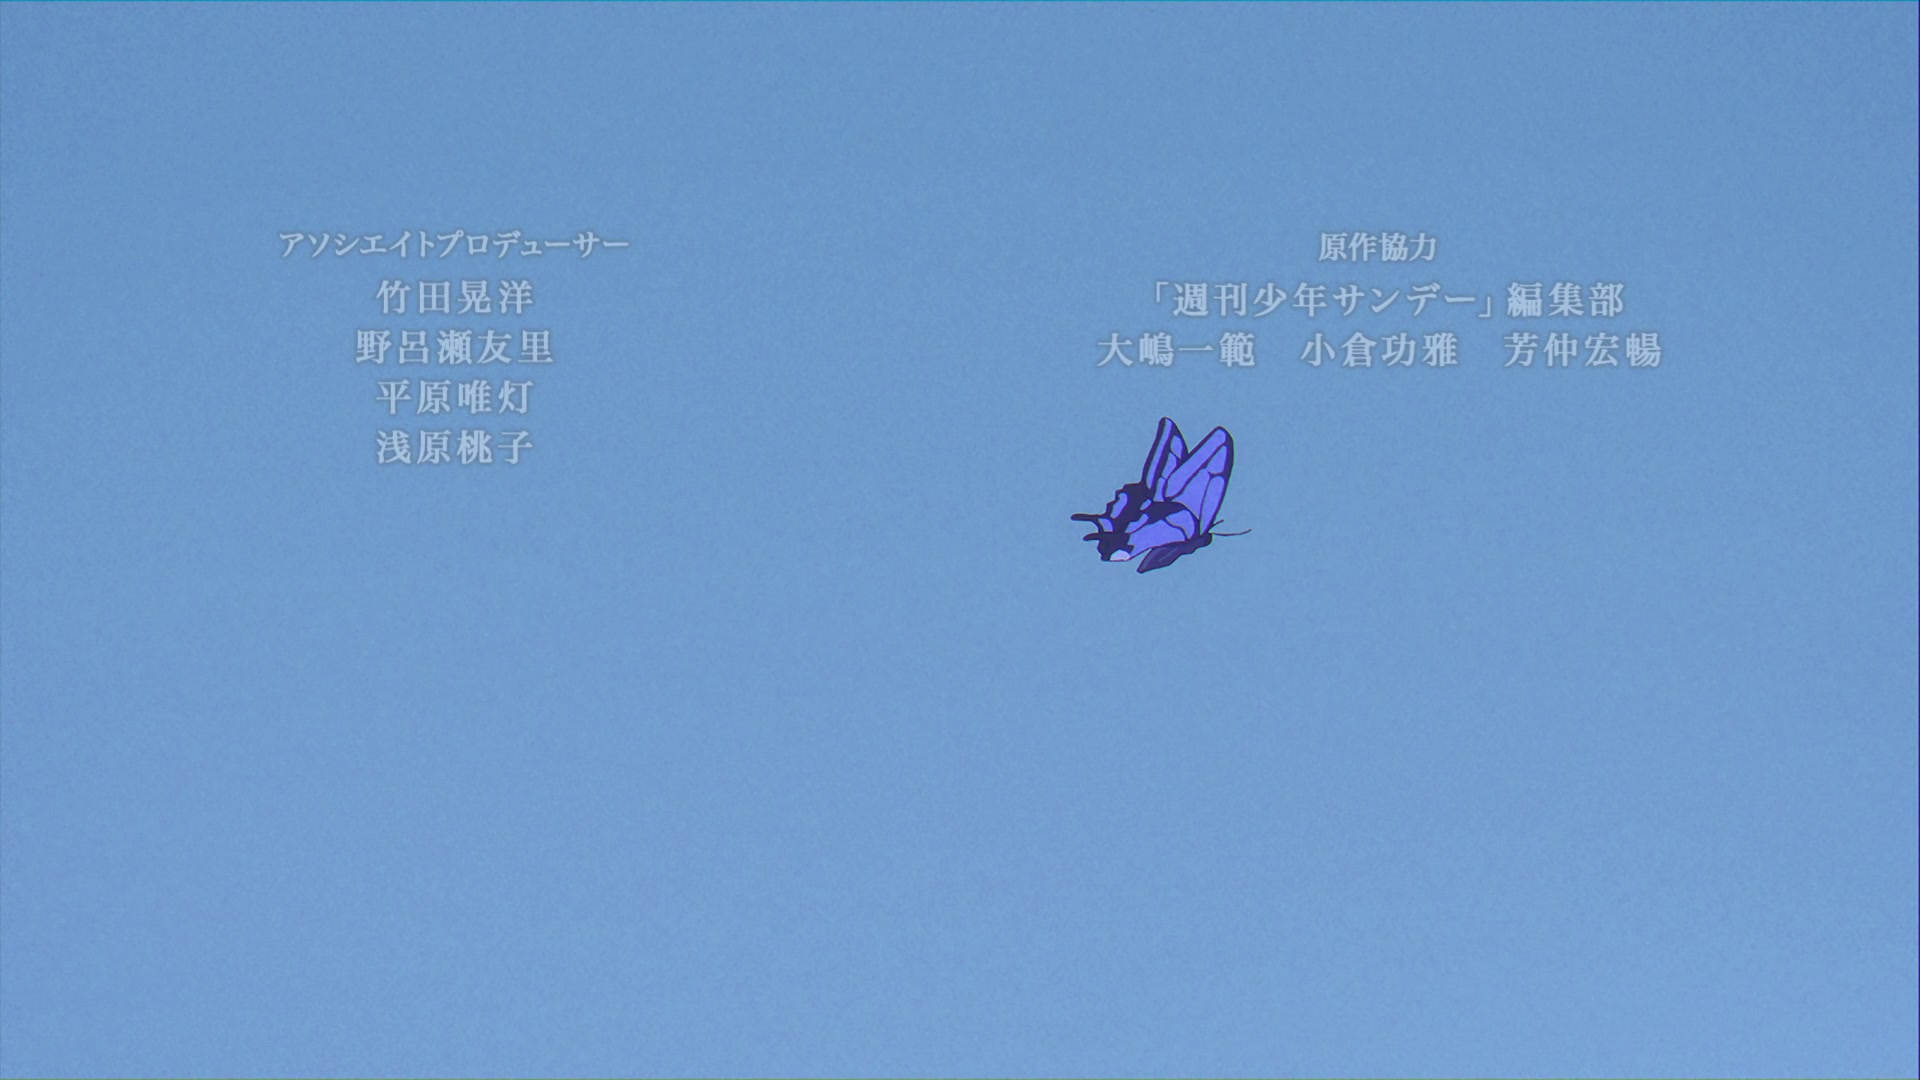 アソシエイトプロデューサー
竹田晃洋
野呂瀬友里
平原唯灯
浅原桃子
原作協力
「週刊少年サンデー」編集部
大嶋一範　小倉功雅　芳仲宏暢